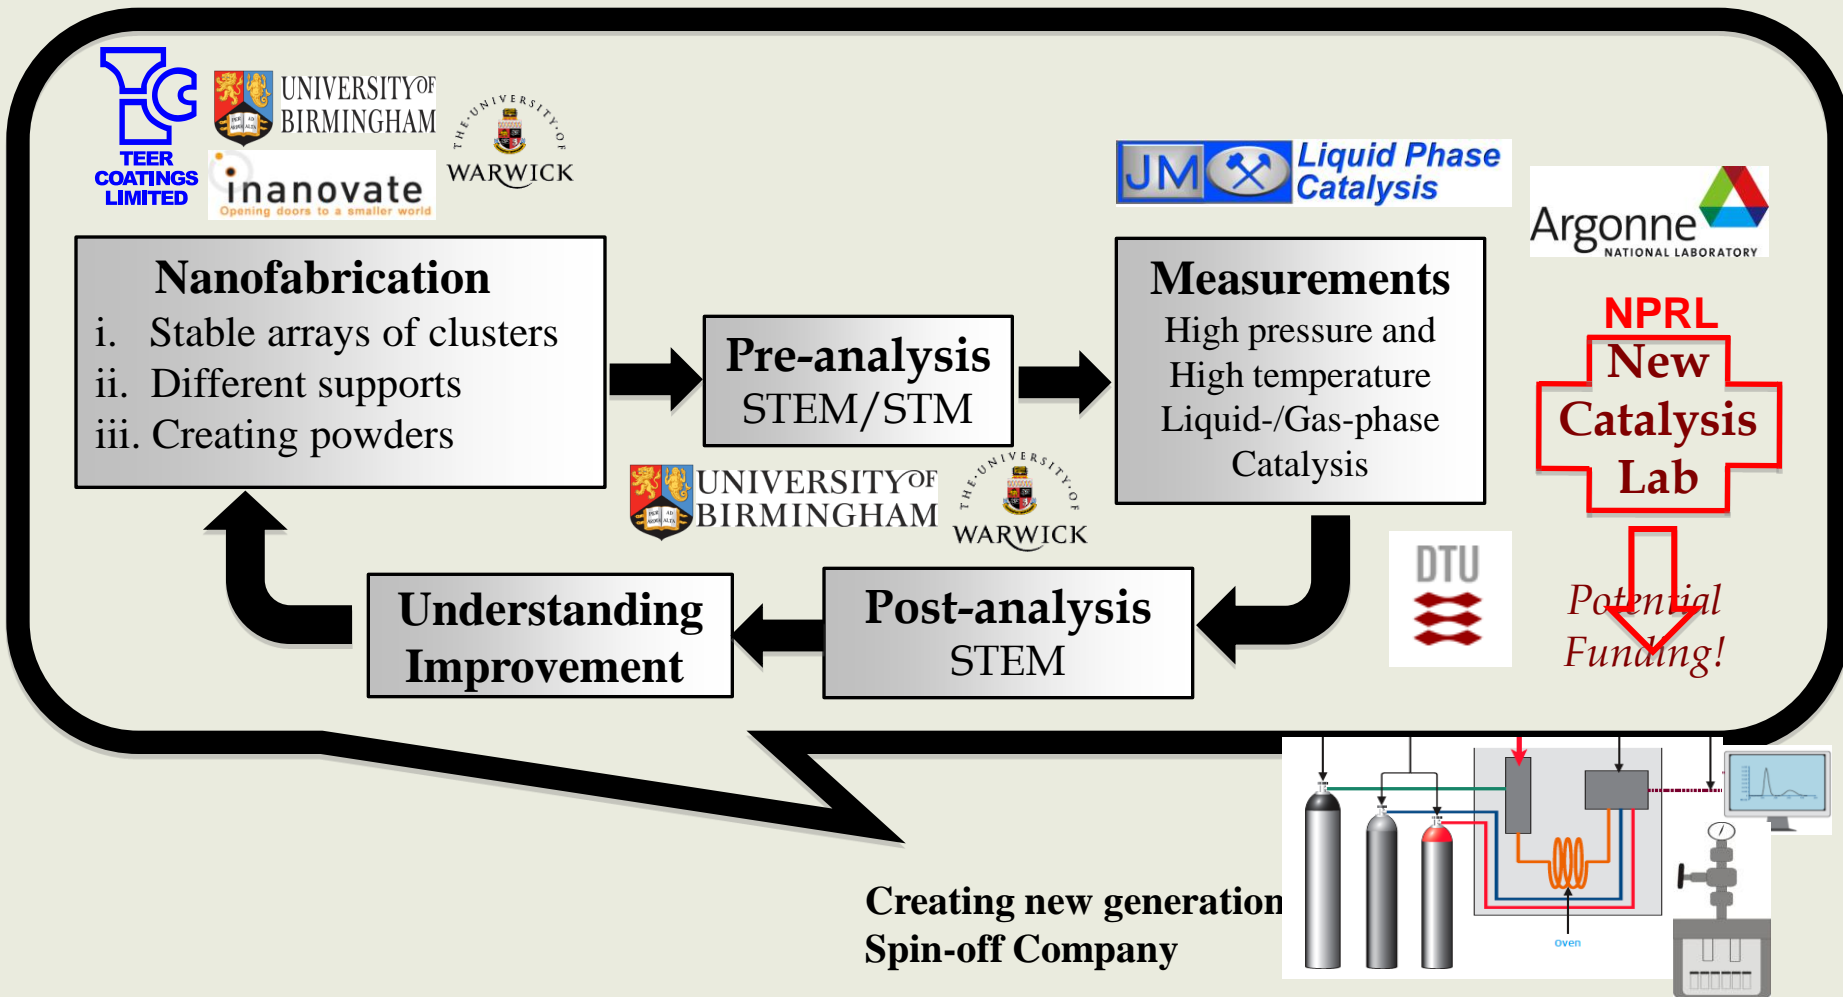 TEER
COATINGS
LIMITED
UNIVERSITY OF
BIRMINGHAM
inanovate
Opening doors to a smaller world
THE·UNIVERSITY·OF
WARWICK
JM
Liquid Phase
Catalysis
Argonne
NATIONAL LABORATORY
Nanofabrication
i. Stable arrays of clusters
ii. Different supports
iii. Creating powders
Pre-analysis
STEM/STM
Measurements
High pressure and
High temperature
Liquid-/Gas-phase
Catalysis
NPRL
New
Catalysis
Lab
UNIVERSITY OF
BIRMINGHAM
THE·UNIVERSITY·OF
WARWICK
DTU
Potential
Funding!
Understanding
Improvement
Post-analysis
STEM
Creating new generation
Spin-off Company
Oven